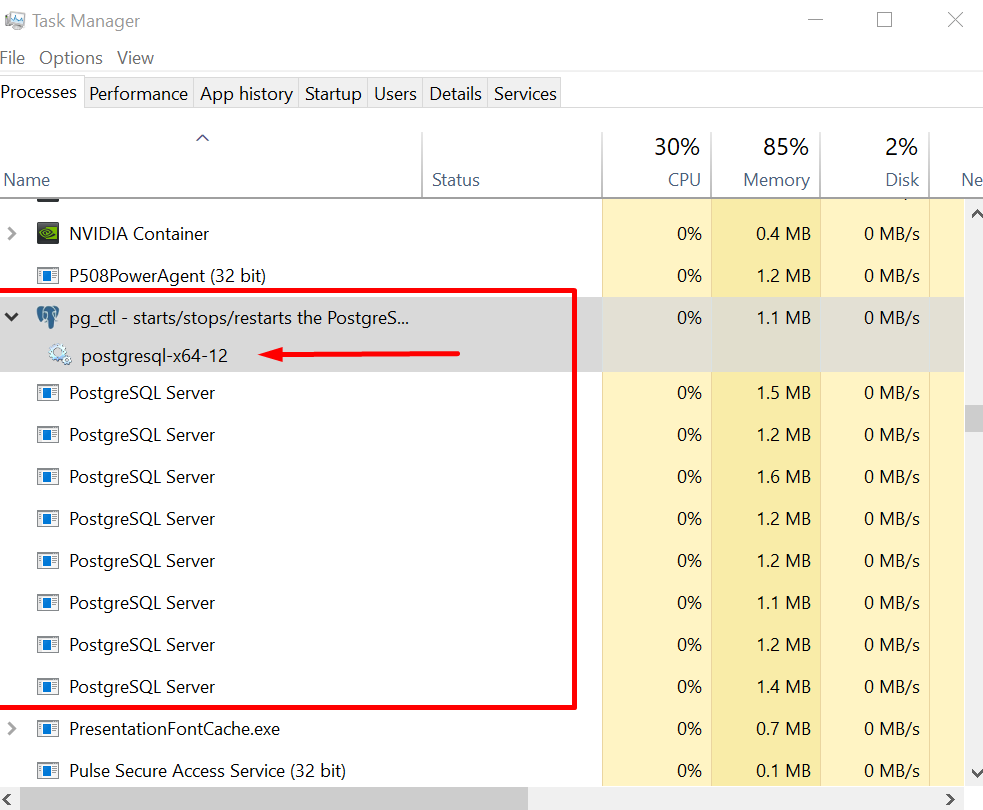 Task Manager
File Options View
Processes Performance App history Startup Users Details Services
30% 85% 2%
Name Status CPU Memory Disk Ne
NVIDIA Container 0% 0.4 MB 0 MB/s
P508PowerAgent (32 bit) 0% 1.2 MB 0 MB/s
pg_ctl - starts/stops/restarts the PostgreS... 0% 1.1 MB 0 MB/s
postgresql-x64-12
PostgreSQL Server 0% 1.5 MB 0 MB/s
PostgreSQL Server 0% 1.2 MB 0 MB/s
PostgreSQL Server 0% 1.6 MB 0 MB/s
PostgreSQL Server 0% 1.2 MB 0 MB/s
PostgreSQL Server 0% 1.2 MB 0 MB/s
PostgreSQL Server 0% 1.1 MB 0 MB/s
PostgreSQL Server 0% 1.2 MB 0 MB/s
PostgreSQL Server 0% 1.4 MB 0 MB/s
PresentationFontCache.exe 0% 0.7 MB 0 MB/s
Pulse Secure Access Service (32 bit) 0% 0.1 MB 0 MB/s